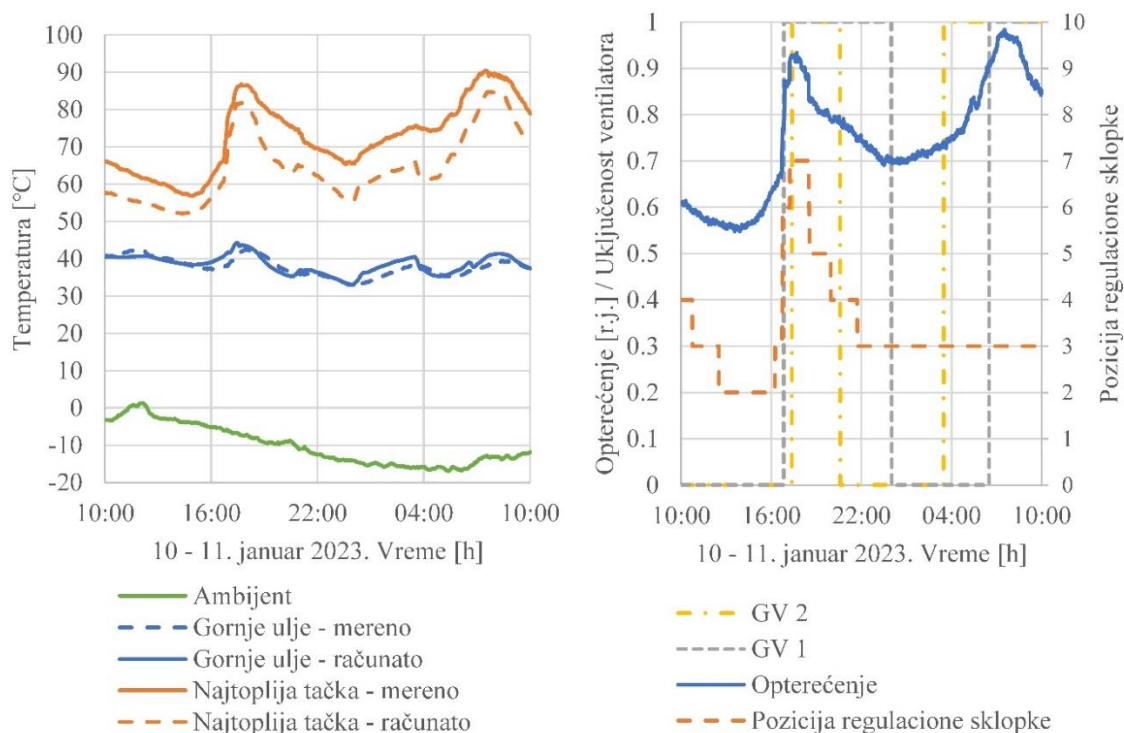 Temperatura [°C]
100
90
80
70
60
50
40
30
20
10
0
-10
-20
10:00 16:00 22:00 04:00 10:00
10 - 11. januar 2023. Vreme [h]
Ambijent
Gornje ulje - mereno
Gornje ulje - računato
Najtoplija tačka - mereno
Najtoplija tačka - računato
Opterećenje [r.j.] / Uključenost ventilatora
1
0.9
0.8
0.7
0.6
0.5
0.4
0.3
0.2
0.1
0
10
9
8
7
6
5
4
3
2
1
0
Pozicija regulacione sklopke
10:00 16:00 22:00 04:00 10:00
10 - 11. januar 2023. Vreme [h]
GV 2
GV 1
Opterećenje
Pozicija regulacione sklopke